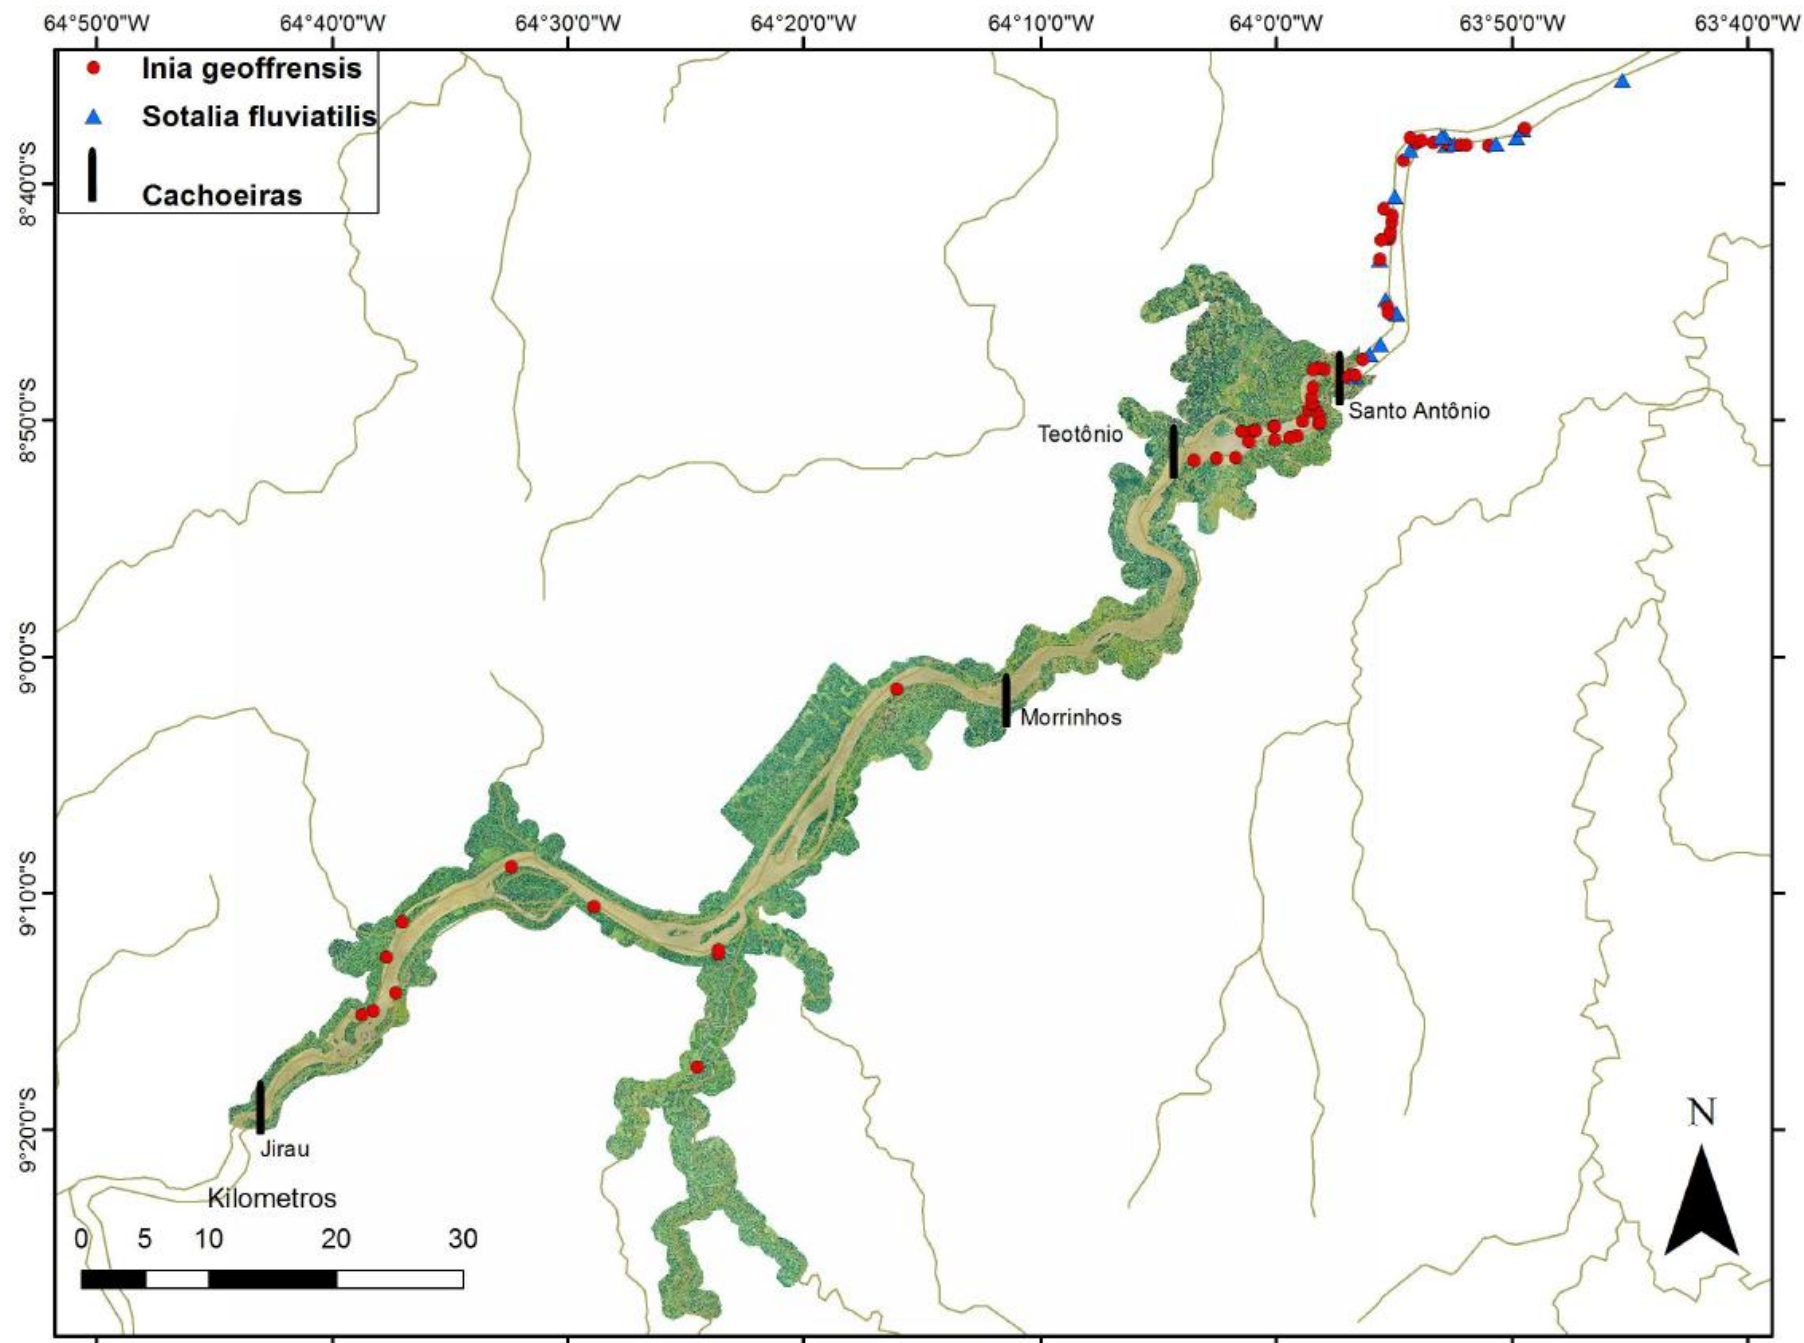 64°50'0"W 64°40'0"W 64°30'0"W 64°20'0"W 64°10'0"W 64°0'0"W 63°50'0"W 63°40'0"W
Inia geoffrensis
Sotalia fluviatilis
Cachoeiras
8°40'0"S
8°50'0"S
9°0'0"S
9°10'0"S
9°20'0"S
Santo Antônio
Teotônio
Morrinhos
Jirau
Kilometros
0 5 10 20 30
N